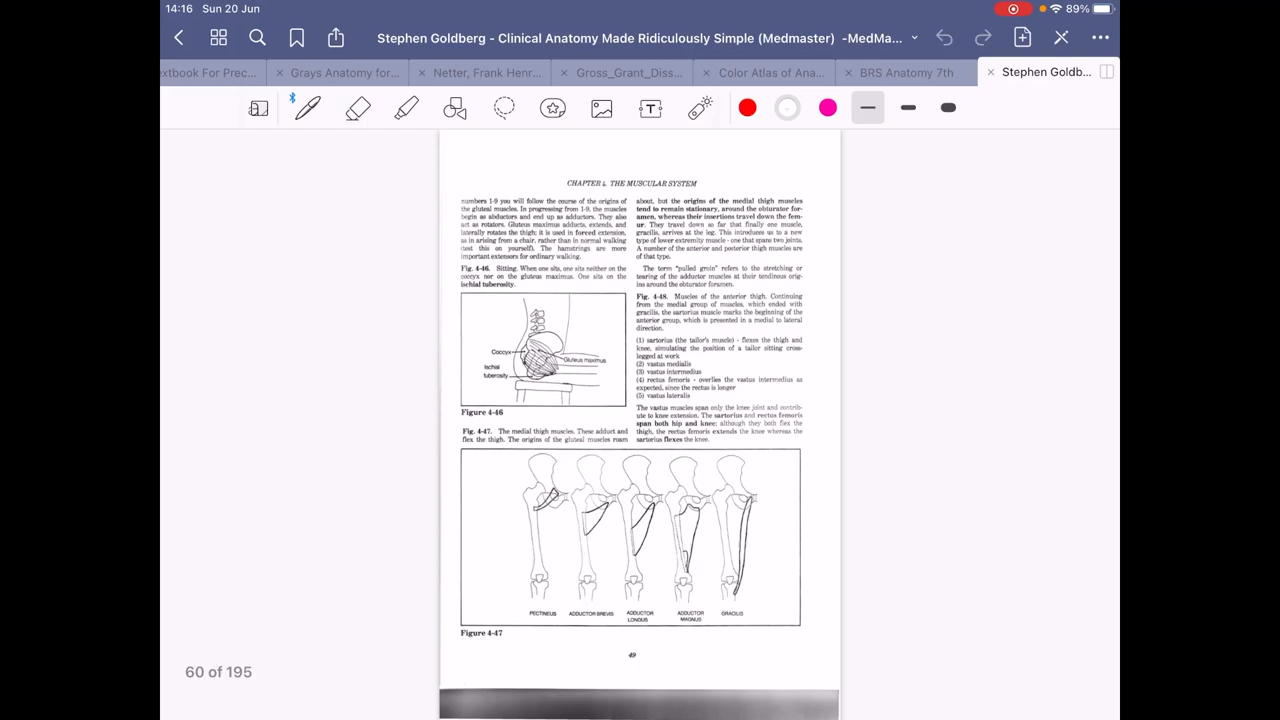 14:16 Sun 20 Jun
89%
Stephen Goldberg - Clinical Anatomy Made Ridiculously Simple (Medmaster) -MedMa...
extbook For Prec...
Grays Anatomy for...
Netter, Frank Henr...
Gross_Grant_Diss...
Color Atlas of Ana...
BRS Anatomy 7th
Stephen Goldb...
T
CHAPTER 4. THE MUSCULAR SYSTEM
numbers 1-9 you will follow the course of the origins of
the gluteal muscles. In progressing from 1-9, the muscles
begin as abductors and end up as adductors. They also
act as rotators. Gluteus maximus adducts, extends, and
laterally rotates the thigh; it is used in forced extension,
as in arising from a chair, rather than in normal walking
(test this on yourself). The hamstrings are more
important extensors for ordinary walking.
Fig. 4-46. Sitting. When one sits, one sits neither on the
coccyx nor on the gluteus maximus. One sits on the
ischial tuberosity.
Coccyx
Gluteus maximus
Ischial
tuberosity
Figure 4-46
Fig. 4-47. The medial thigh muscles. These adduct and
flex the thigh. The origins of the gluteal muscles roam
about, but the origins of the medial thigh muscles
tend to remain stationary, around the obturator for-
amen, whereas their insertions travel down the fem-
ur. They travel down so far that finally one muscle,
gracilis, arrives at the leg. This introduces us to a new
type of lower extremity muscle - one that spans two joints.
A number of the anterior and posterior thigh muscles are
of that type.
The term "pulled groin" refers to the stretching or
tearing of the adductor muscles at their tendinous orig-
ins around the obturator foramen.
Fig. 4-48. Muscles of the anterior thigh. Continuing
from the medial group of muscles, which ended with
gracilis, the sartorius muscle marks the beginning of the
anterior group, which is presented in a medial to lateral
direction.
(1) sartorius (the tailor's muscle) - flexes the thigh and
knee, simulating the position of a tailor sitting cross-
legged at work
(2) vastus medialis
(3) vastus intermedius
(4) rectus femoris - overlies the vastus intermedius as
expected, since the rectus is longer
(5) vastus lateralis
The vastus muscles span only the knee joint and contrib-
ute to knee extension. The sartorius and rectus femoris
span both hip and knee; although they both flex the
thigh, the rectus femoris extends the knee whereas the
sartorius flexes the knee.
PECTINEUS
ADDUCTOR BREVIS
ADDUCTOR
LONGUS
ADDUCTOR
MAGNUS
GRACILIS
Figure 4-47
49
60 of 195